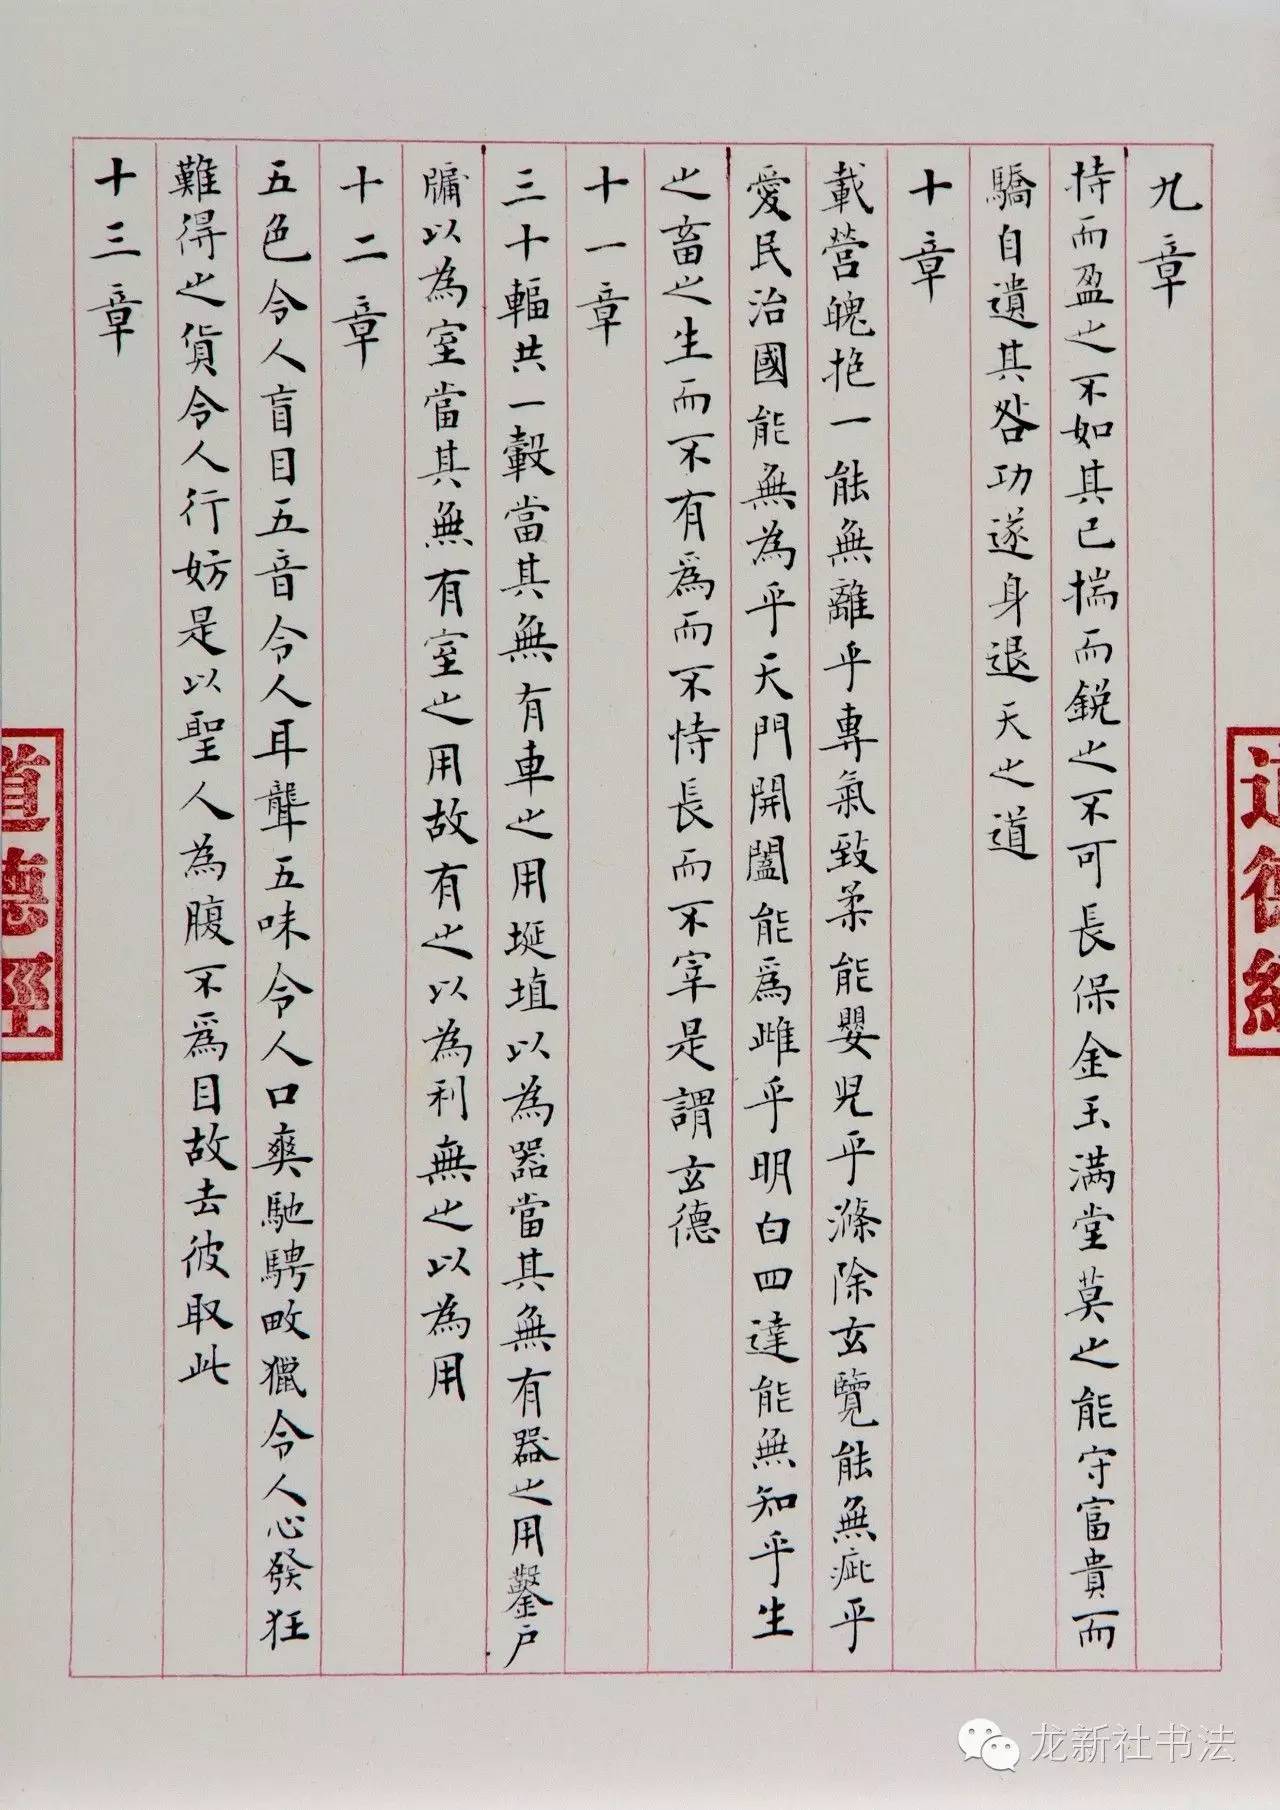 九章
持而盈之不如其已揣而鋭之不可長保金玉满堂莫之能守富貴而
驕自遺其咎功遂身退天之道
十章
載營魄抱一能無離乎專氣致柔能嬰児乎滌除玄覽能無疵乎
愛民治國能無為乎天門開闔能爲雌乎明白四達能無知乎生
之畜之生而不有爲而不恃長而不宰是謂玄德
十一章
三十輻共一轂當其無有車之用埏埴以為器當其無有器之用鑿户
牖以為室當其無有室之用故有之以為利無之以為用
十二章
五色令人盲目五音令人耳聾五味令人口爽馳騁畋獵令人心發狂
難得之貨令人行妨是以聖人為腹不爲目故去彼取此
十三章
道德經
道德經
龙新社书法